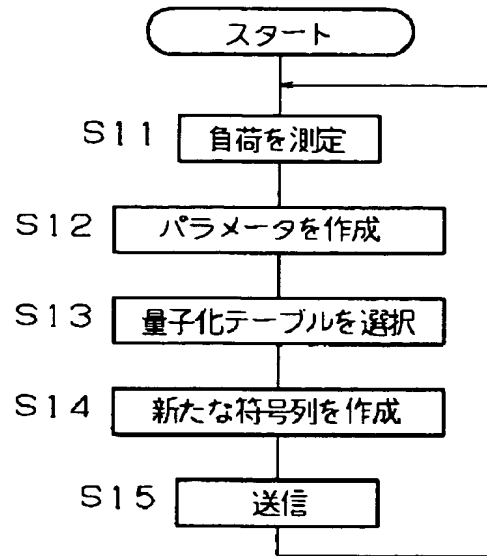 スタート
S11 負荷を測定
S12 パラメータを作成
S13 量子化テーブルを選択
S14 新たな符号列を作成
S15 送信